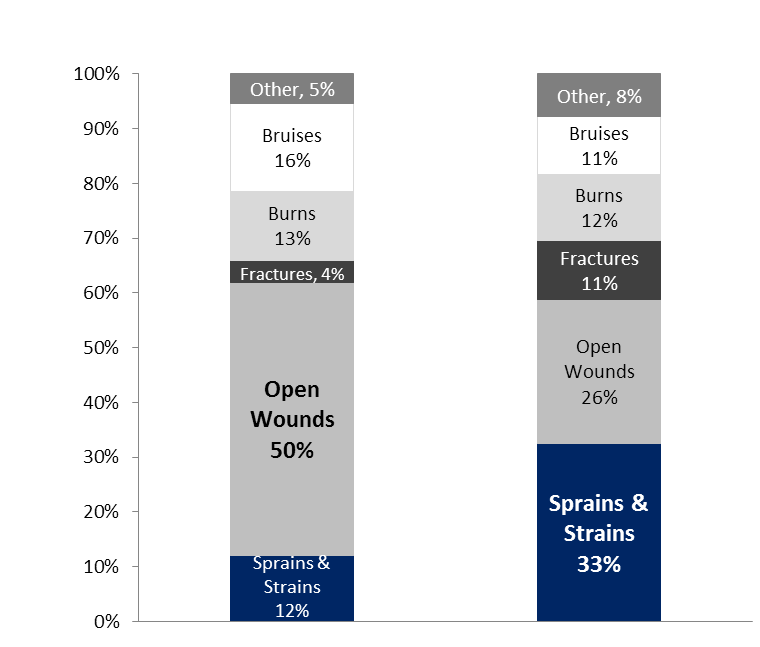 100%
90%
80%
70%
60%
50%
40%
30%
20%
10%
0%
Other, 5%
Bruises
16%
Burns
13%
Fractures, 4%
Open
Wounds
50%
Sprains &
Strains
12%
Other, 8%
Bruises
11%
Burns
12%
Fractures
11%
Open
Wounds
26%
Sprains &
Strains
33%